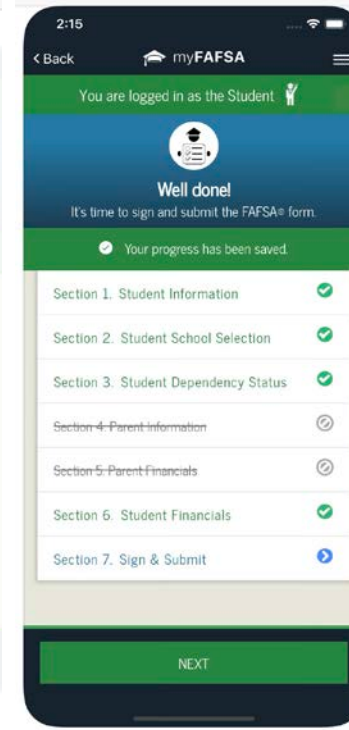 2:15
Back
myFAFSA
You are logged in as the Student
Well done!
It's time to sign and submit the FAFSA® form.
Your progress has been saved.
Section 1. Student Information
Section 2. Student School Selection
Section 3. Student Dependency Status
Section 4. Parent Information
Section 5. Parent Financials
Section 6. Student Financials
Section 7. Sign & Submit
NEXT